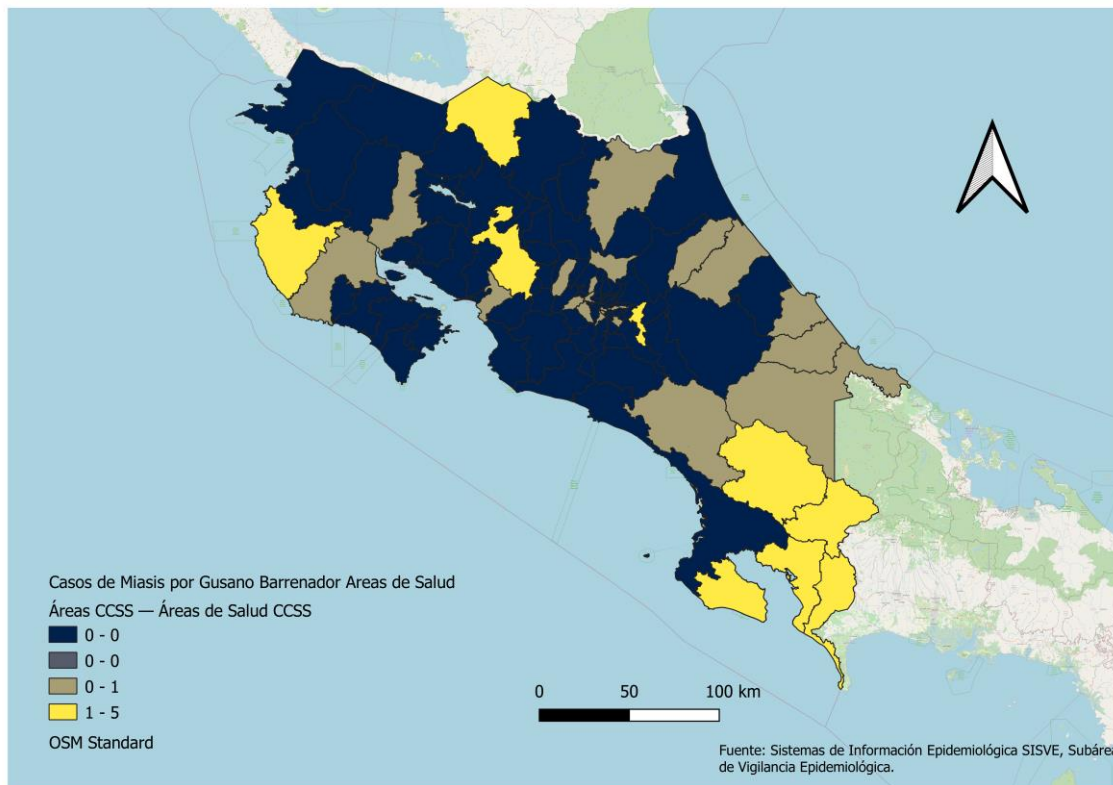 Casos de Miasis por Gusano Barrenador Areas de Salud
Áreas CCSS — Áreas de Salud CCSS
0 - 0
0 - 0
0 - 1
1 - 5
OSM Standard
0 50 100 km
Fuente: Sistemas de Información Epidemiológica SISVE, Subárea
de Vigilancia Epidemiológica.